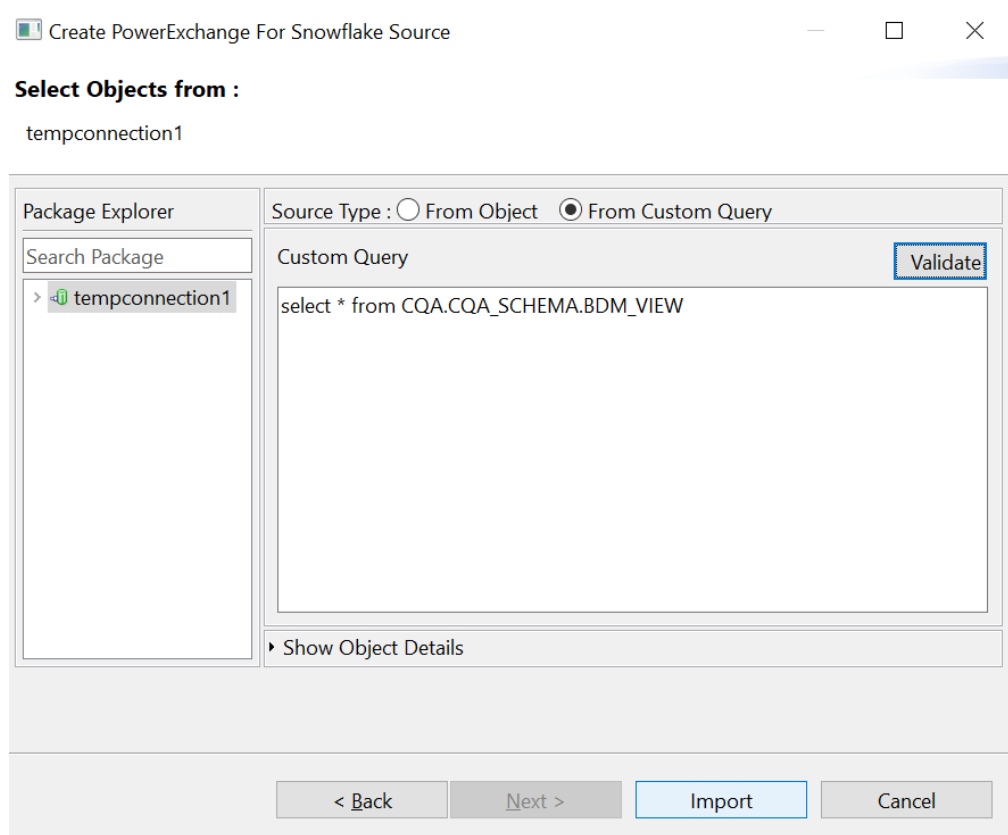 Create PowerExchange For Snowflake Source
Select Objects from :
tempconnection1
Package Explorer
Search Package
tempconnection1
Source Type : From Object From Custom Query
Custom Query
Validate
select * from CQA.CQA_SCHEMA.BDM_VIEW
Show Object Details
< Back Next > Import Cancel